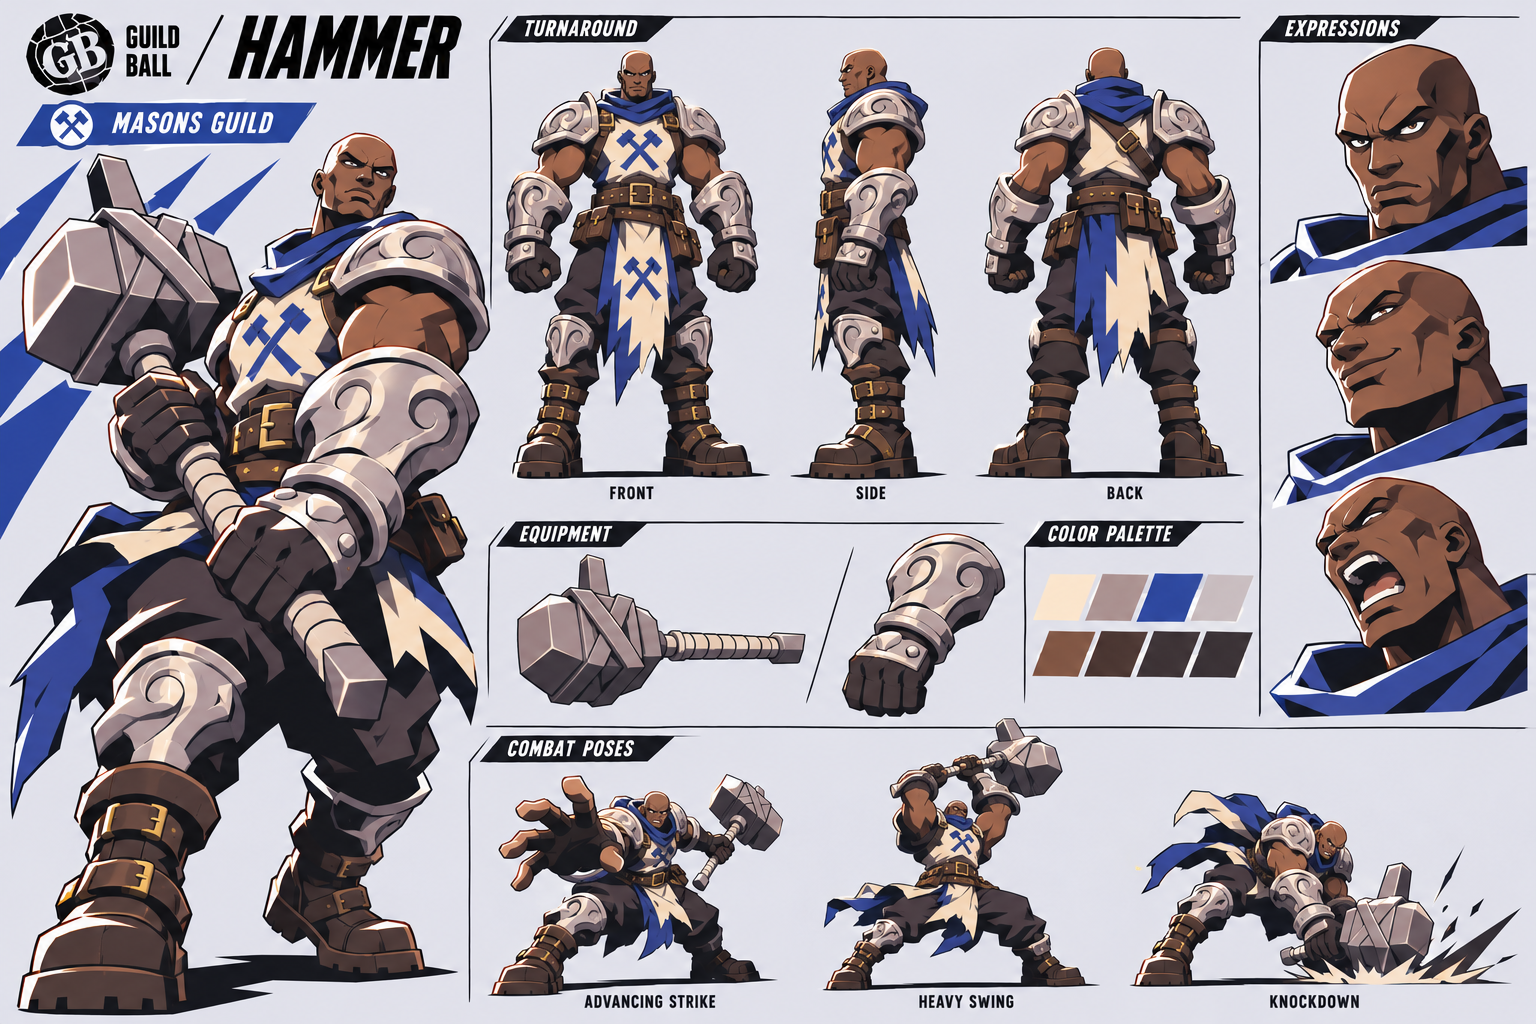 GB
GUILD
BALL
HAMMER
MASONS GUILD
TURNAROUND
FRONT
SIDE
BACK
EXPRESSIONS
EQUIPMENT
COLOR PALETTE
COMBAT POSES
ADVANCING STRIKE
HEAVY SWING
KNOCKDOWN